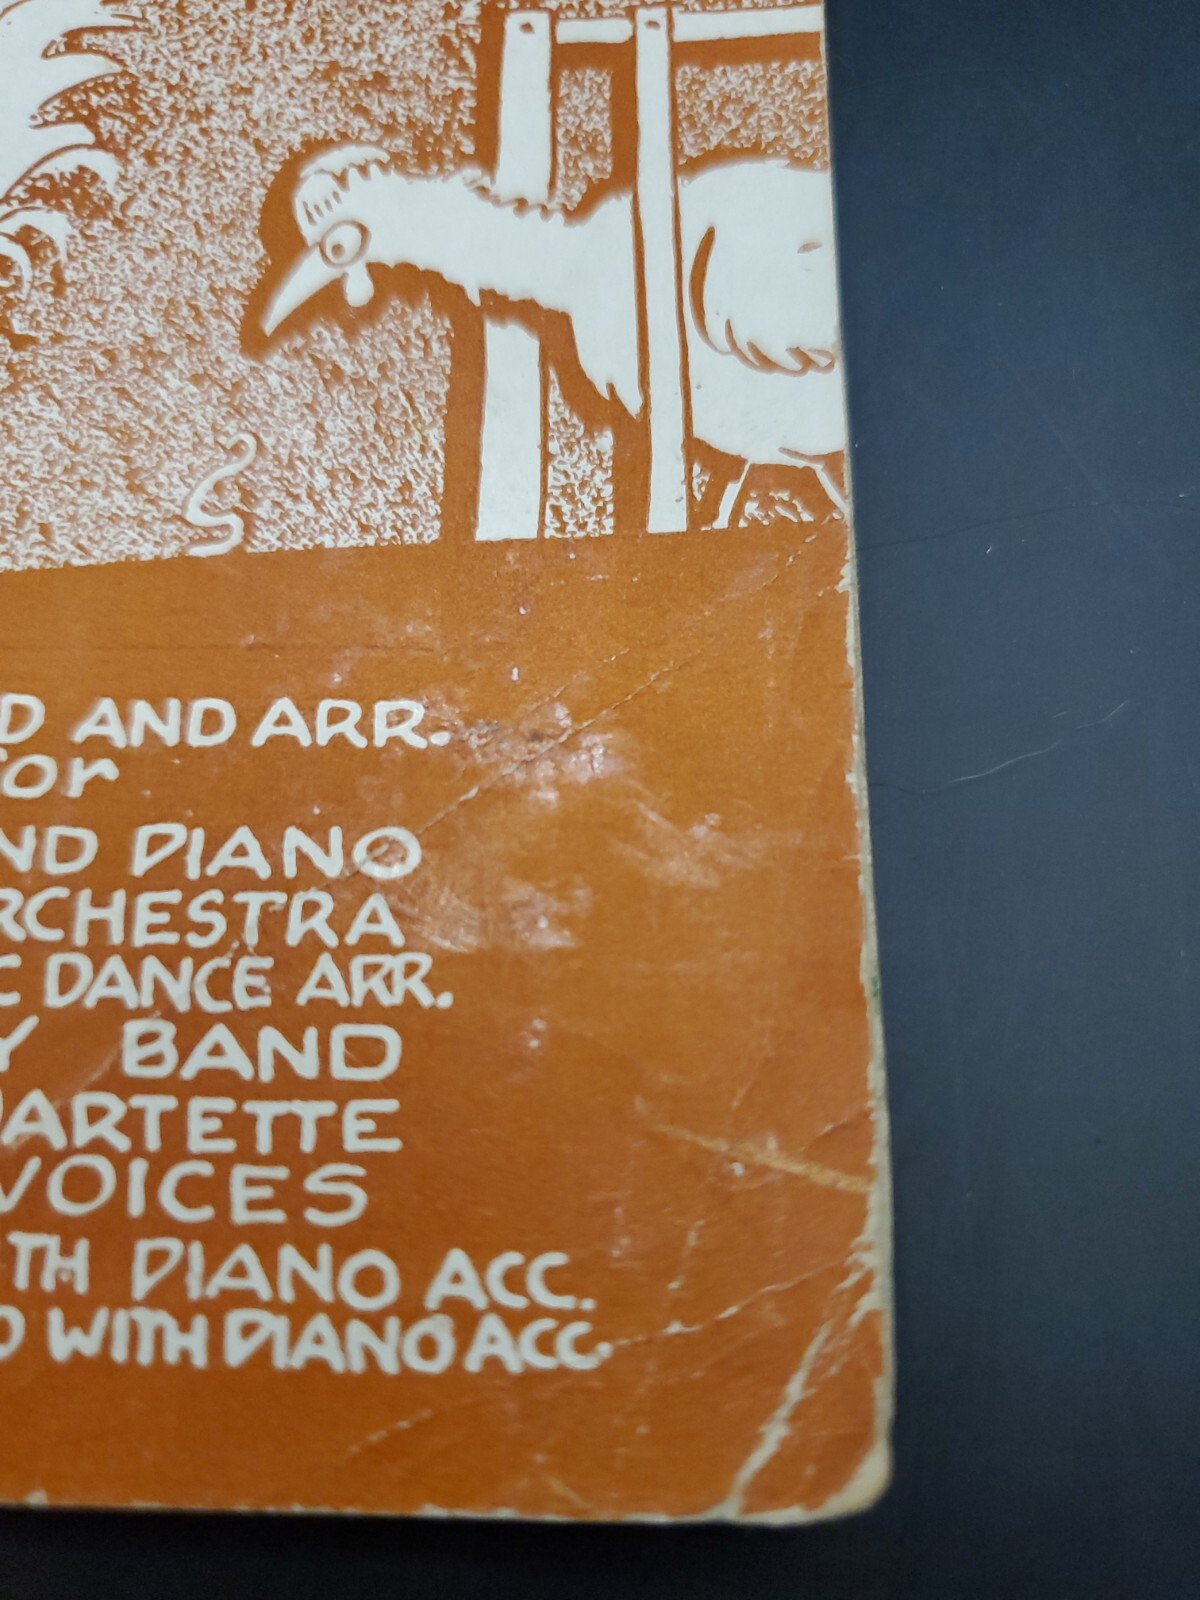 D AND ARR.
for
ND PIANO
RCHESTRA
C DANCE ARR.
Y BAND
ARTETTE
VOICES
TH PIANO ACC.
D WITH PIANO ACC.